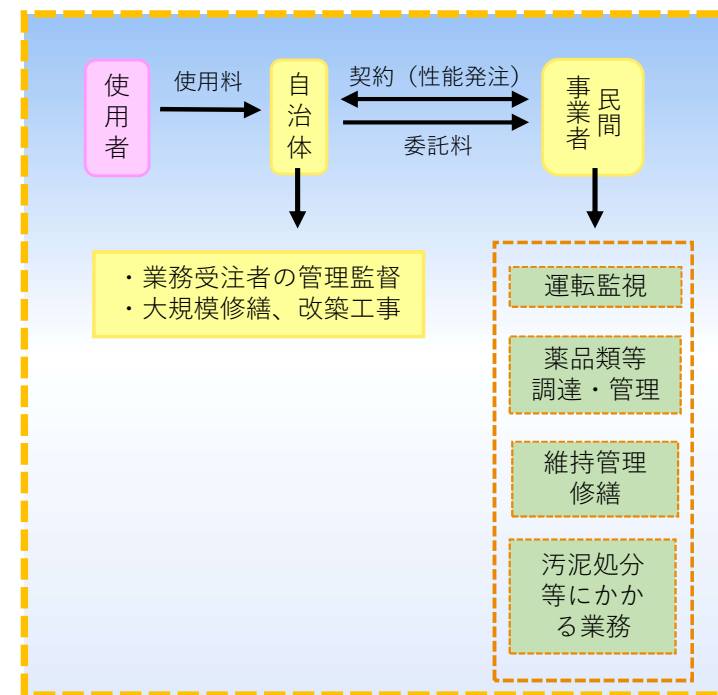 使用者
使用料
自治体
契約（性能発注）
委託料
民間
事業者
・業務受注者の管理監督
・大規模修繕、改築工事
運転監視
薬品類等
調達・管理
維持管理
修繕
汚泥処分
等にかか
る業務